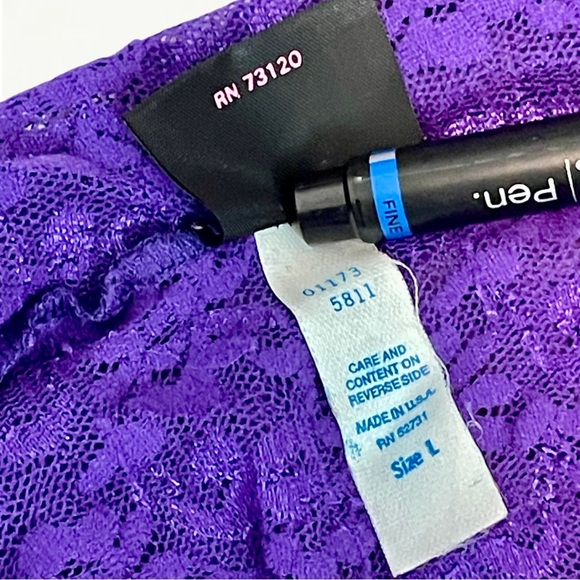 RN 73120
Pen.
FINE
01173
5811
CARE AND
CONTENT ON
REVERSE SIDE
MADE IN U.S.A.
RN 52731
Size L